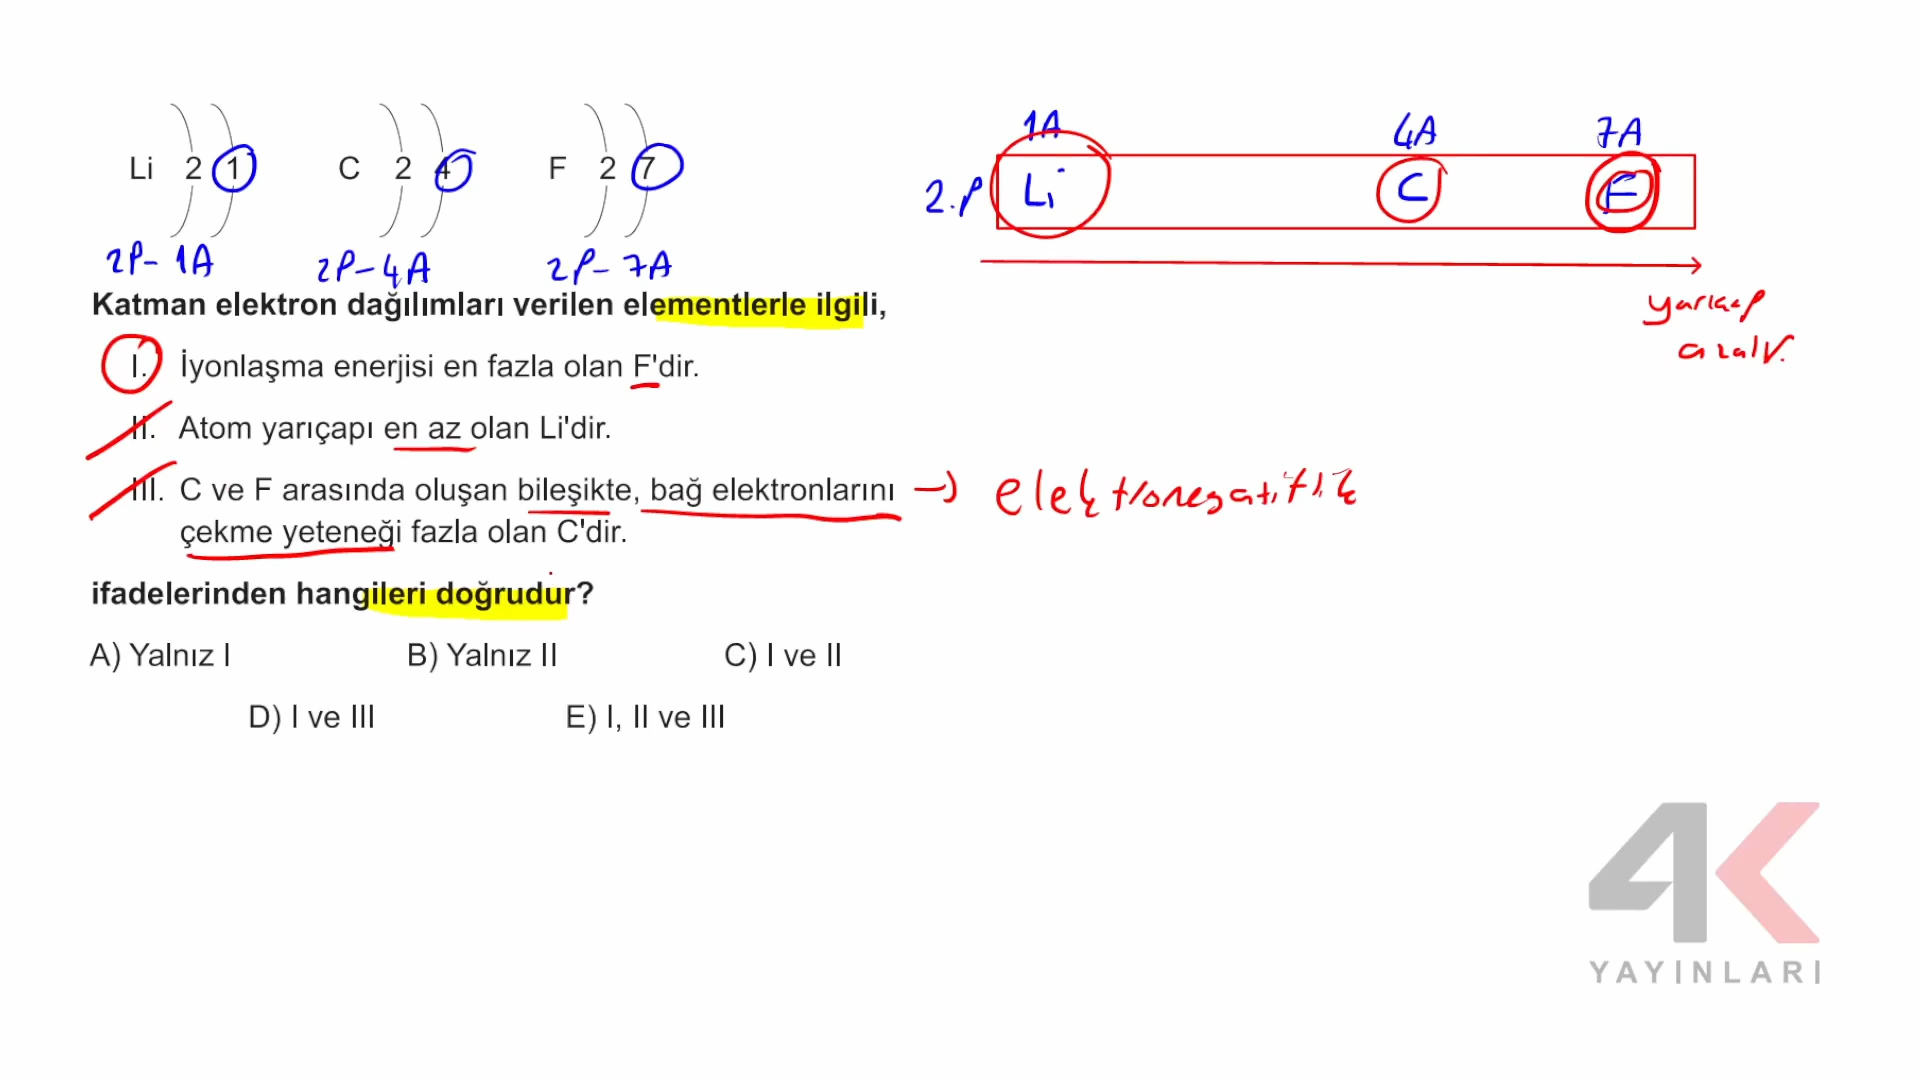 1A 4A 7A
Li 2 1 C 2 4 F 2 7
2.P Li C F
2P- 1A 2P-4A 2P- 7A
Katman elektron dağılımları verilen elementlerle ilgili,
yarıçap
azalır.
I. İyonlaşma enerjisi en fazla olan F'dir.
II. Atom yarıçapı en az olan Li'dir.
III. C ve F arasında oluşan bileşikte, bağ elektronlarını → elektronegatiflik
çekme yeteneği fazla olan C'dir.
ifadelerinden hangileri doğrudur?
A) Yalnız I B) Yalnız II C) I ve II
D) I ve III E) I, II ve III
4K
YAYINLARI